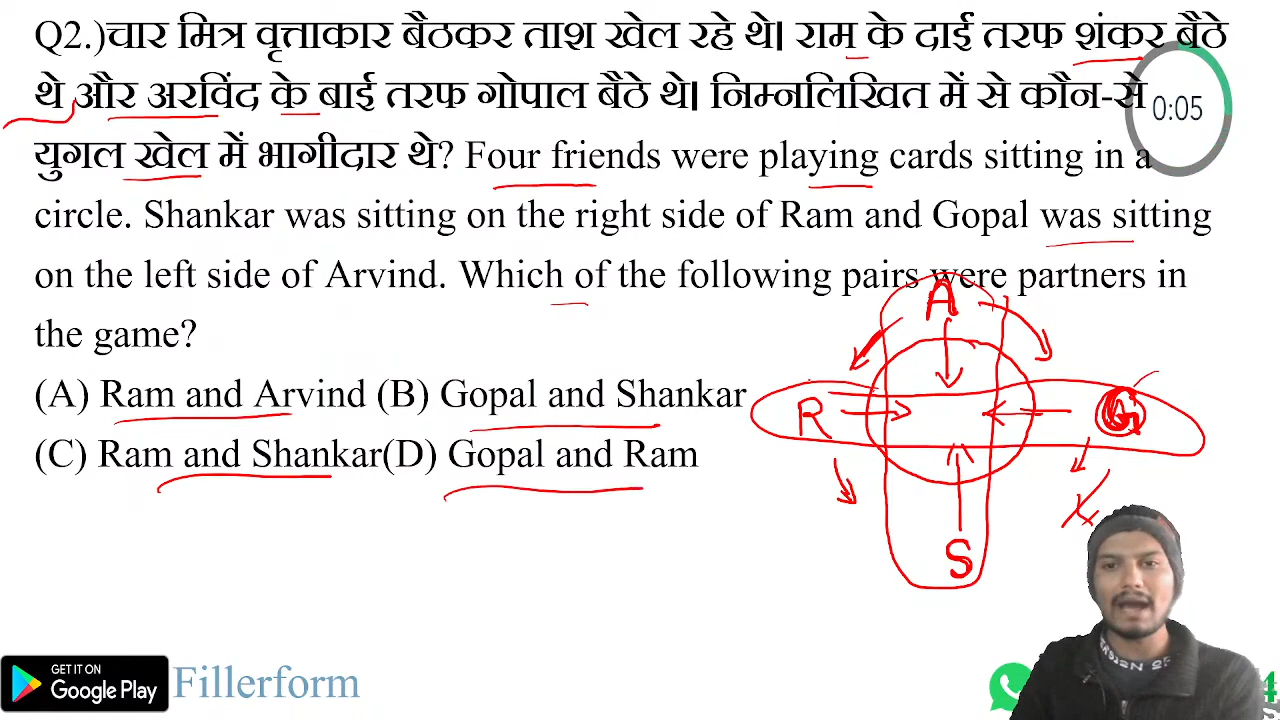 Q2.)चार मित्र वृत्ताकार बैठकर ताश खेल रहे थे। राम के दाई तरफ शंकर बैठे
थे और अरविंद के बाई तरफ गोपाल बैठे थे। निम्नलिखित में से कौन-से
0:05
युगल खेल में भागीदार थे? Four friends were playing cards sitting in a
circle. Shankar was sitting on the right side of Ram and Gopal was sitting
on the left side of Arvind. Which of the following pairs were partners in
the game?
A
(A) Ram and Arvind (B) Gopal and Shankar
R G
(C) Ram and Shankar(D) Gopal and Ram
S
GET IT ON
Google Play
Fillerform
4